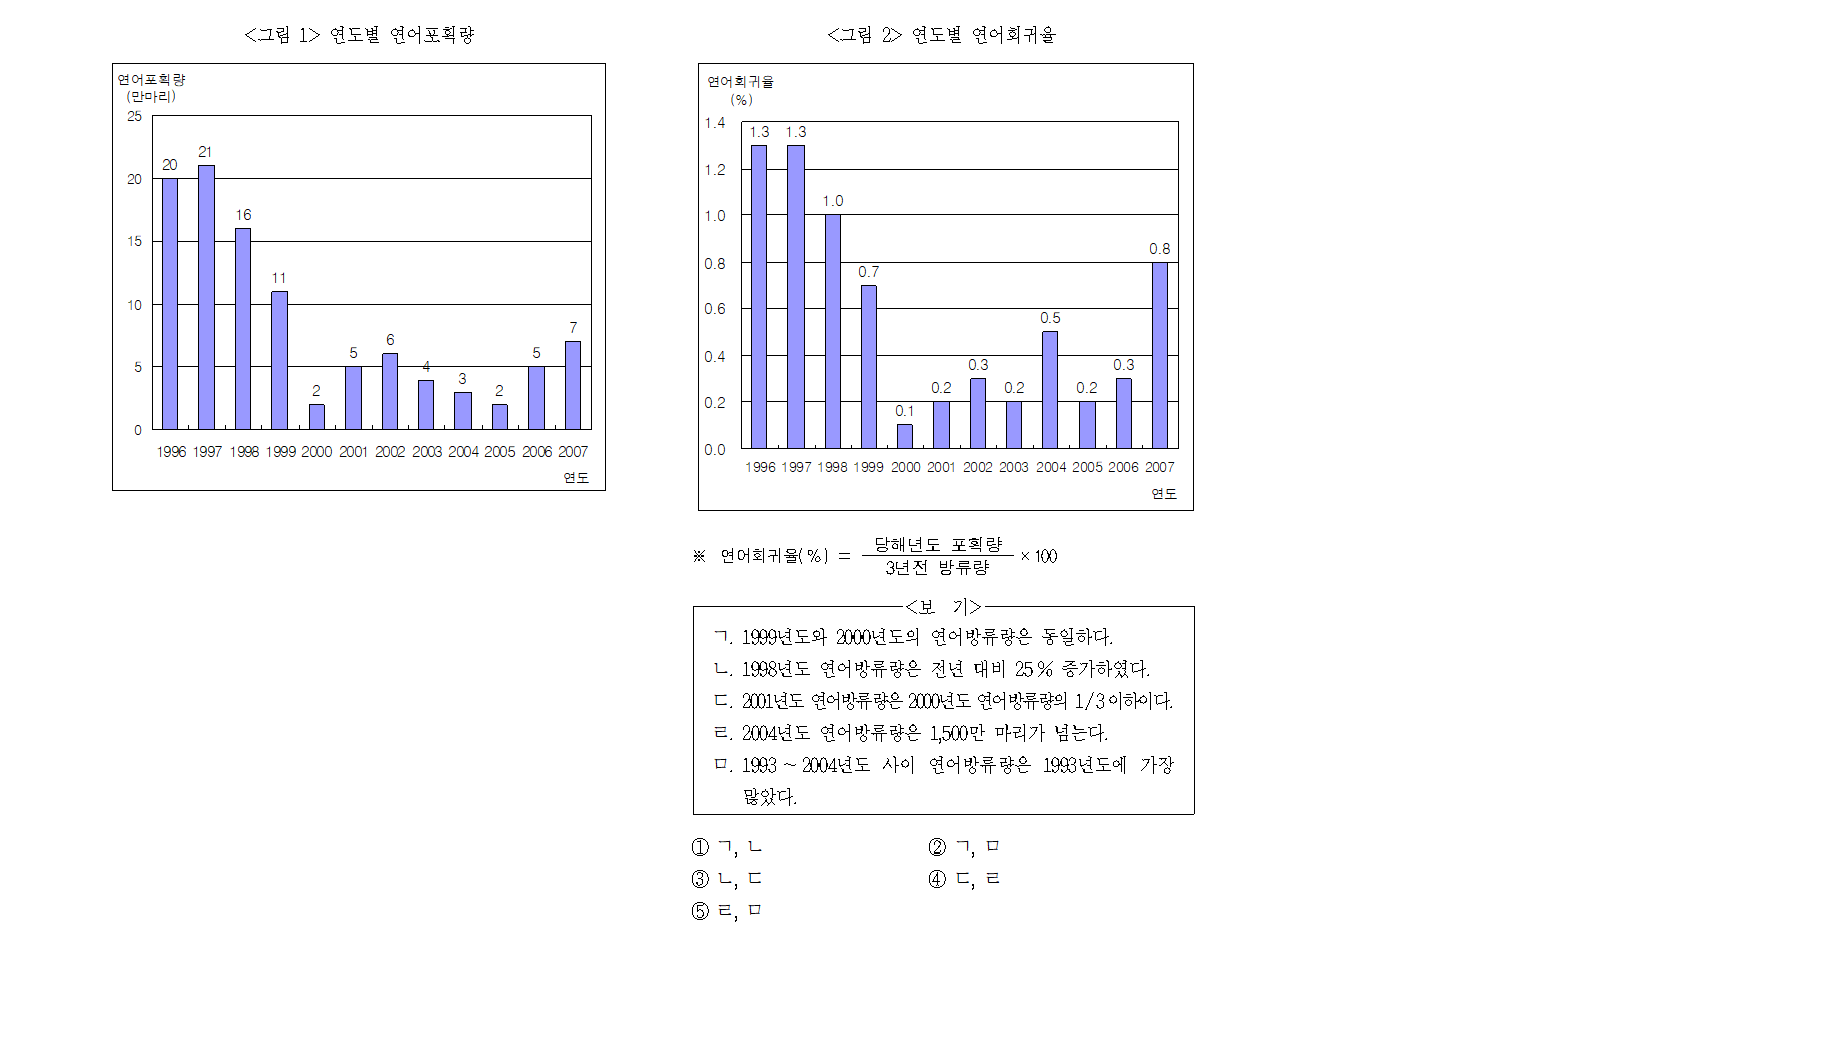 <그림 1> 연도별 연어포획량
연어포획량
(만마리)
25
20
15
10
5
0
20
21
16
11
2
5
6
4
3
2
5
7
1996 1997 1998 1999 2000 2001 2002 2003 2004 2005 2006 2007
연도
<그림 2> 연도별 연어회귀율
연어회귀율
(%)
1.4
1.2
1.0
0.8
0.6
0.4
0.2
0.0
1.3
1.3
1.0
0.7
0.1
0.2
0.3
0.2
0.5
0.2
0.3
0.8
1996 1997 1998 1999 2000 2001 2002 2003 2004 2005 2006 2007
연도
당해년도 포획량
※ 연어회귀율(%) = × 100
3년전 방류량
<보 기>
ㄱ. 1999년도와 2000년도의 연어방류량은 동일하다.
ㄴ. 1998년도 연어방류량은 전년 대비 25% 증가하였다.
ㄷ. 2001년도 연어방류량은 2000년도 연어방류량의 1/3이하이다.
ㄹ. 2004년도 연어방류량은 1,500만 마리가 넘는다.
ㅁ. 1993 ~ 2004년도 사이 연어방류량은 1993년도에 가장
많았다.
① ㄱ, ㄴ ② ㄱ, ㅁ
③ ㄴ, ㄷ ④ ㄷ, ㄹ
⑤ ㄹ, ㅁ